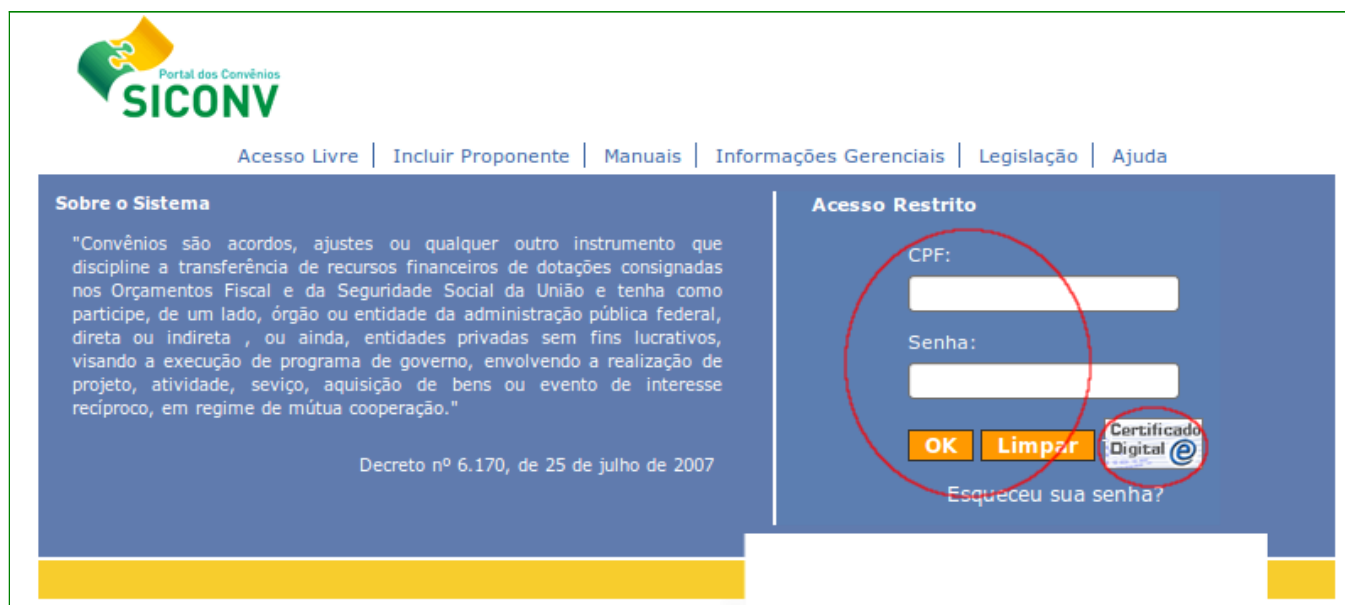 Portal dos Convênios
SICONV
Acesso Livre | Incluir Proponente | Manuais | Informações Gerenciais | Legislação | Ajuda
Sobre o Sistema
"Convênios são acordos, ajustes ou qualquer outro instrumento que
discipline a transferência de recursos financeiros de dotações consignadas
nos Orçamentos Fiscal e da Seguridade Social da União e tenha como
participe, de um lado, órgão ou entidade da administração pública federal,
direta ou indireta , ou ainda, entidades privadas sem fins lucrativos,
visando a execução de programa de governo, envolvendo a realização de
projeto, atividade, seviço, aquisição de bens ou evento de interesse
recíproco, em regime de mútua cooperação."
Decreto nº 6.170, de 25 de julho de 2007
Acesso Restrito
CPF:
Senha:
OK Limpar
Certificado
Digital e
Esqueceu sua senha?